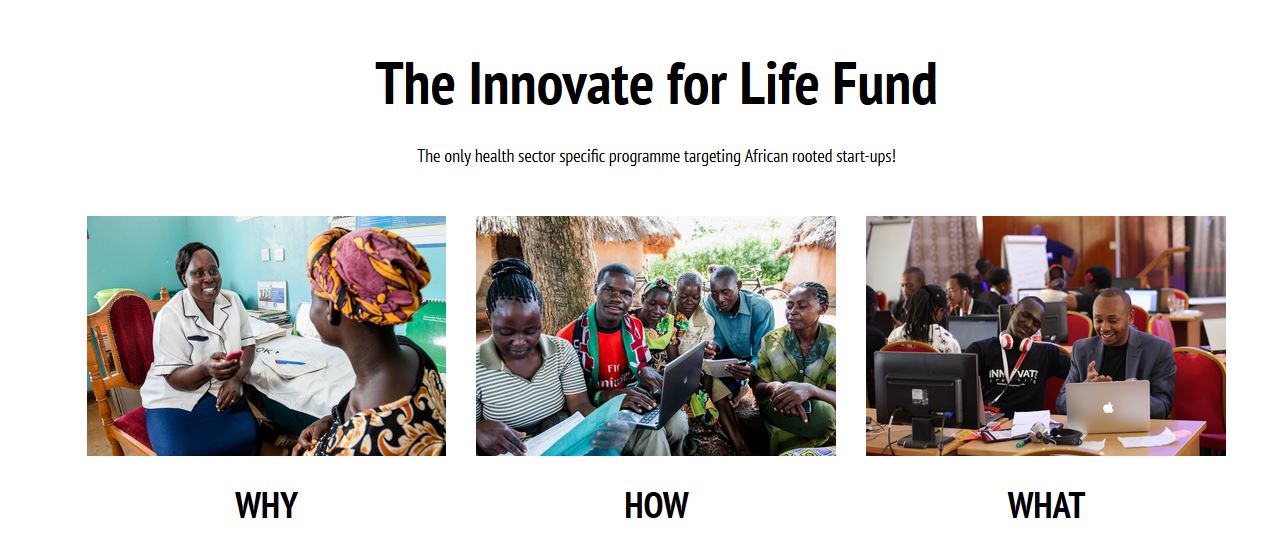 The Innovate for Life Fund
The only health sector specific programme targeting African rooted start-ups!
WHY
HOW
WHAT